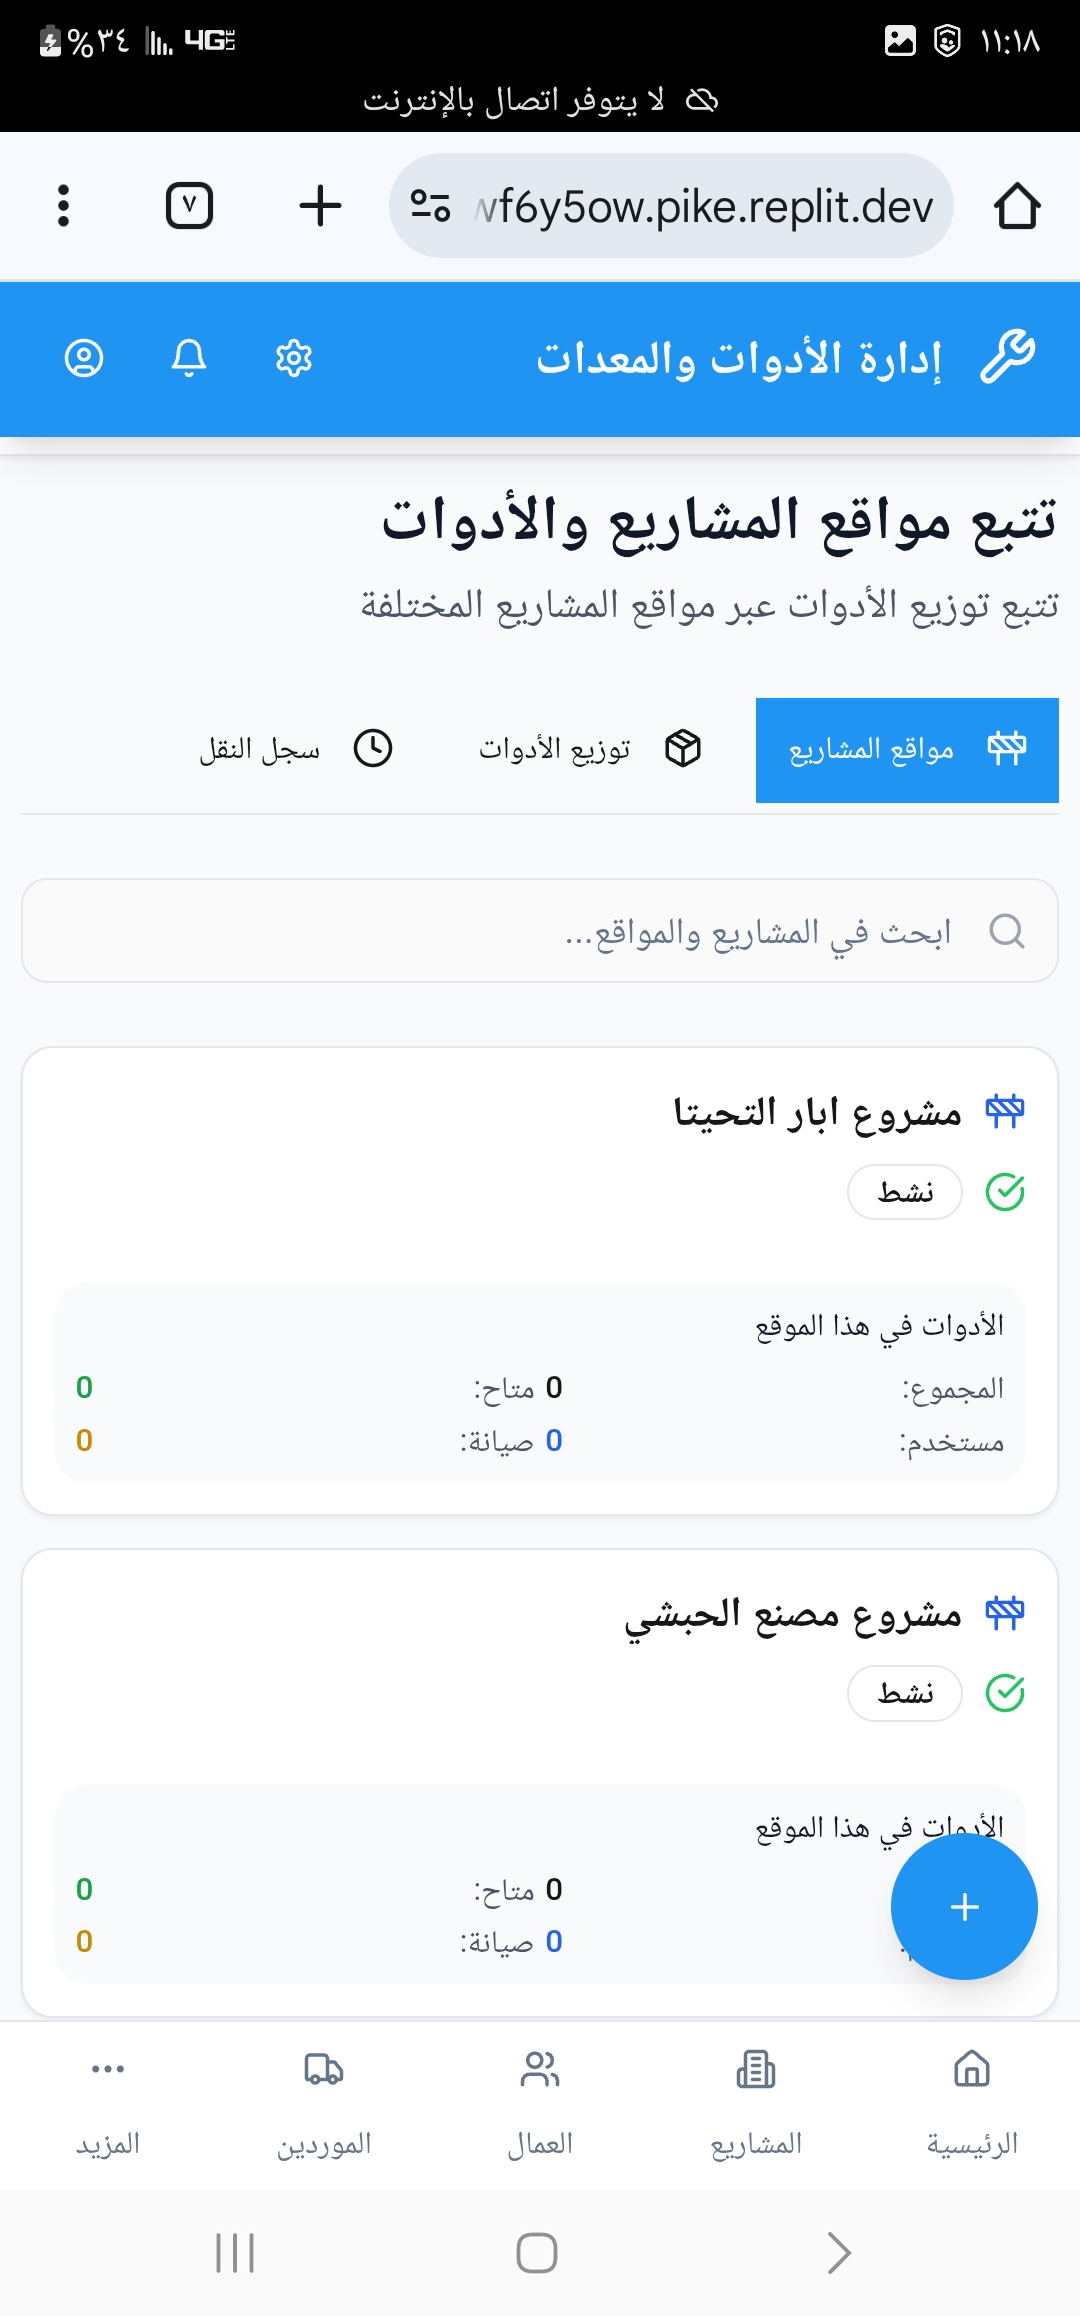 ١١:١٨
4G LTE
%٣٤
لا يتوفر اتصال بالإنترنت
wf6y5ow.pike.replit.dev
٧
إدارة الأدوات والمعدات
تتبع مواقع المشاريع والأدوات
تتبع توزيع الأدوات عبر مواقع المشاريع المختلفة
مواقع المشاريع
توزيع الأدوات
سجل النقل
ابحث في المشاريع والمواقع...
مشروع ابار التحيتا
نشط
الأدوات في هذا الموقع
المجموع: 0 متاح: 0
مستخدم: 0 صيانة: 0
مشروع مصنع الحبشي
نشط
الأدوات في هذا الموقع
0 متاح: 0
0 صيانة: 0
الرئيسية
المشاريع
العمال
الموردين
المزيد